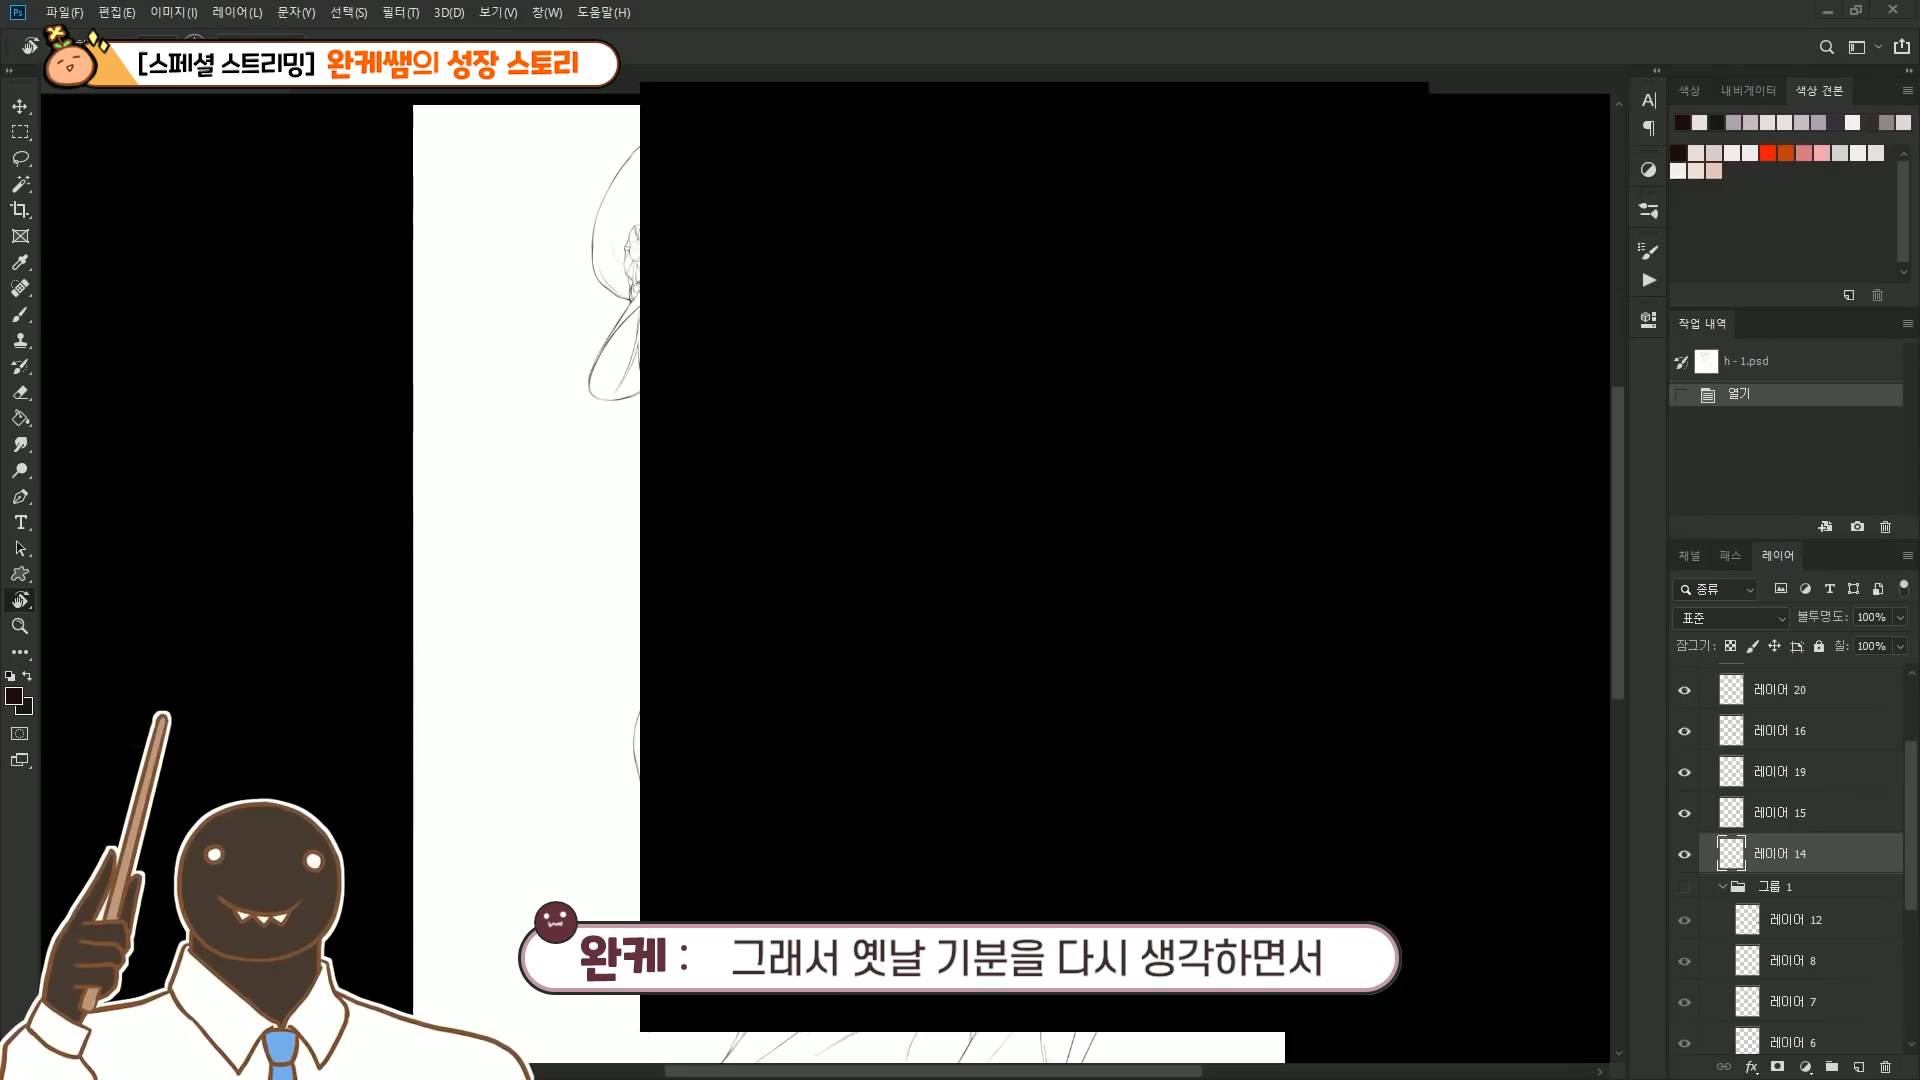 Ps 파일(F) 편집(E) 이미지(I) 레이어(L) 문자(Y) 선택(S) 필터(T) 3D(D) 보기(V) 창(W) 도움말(H)
[스페셜 스트리밍] 완케쌤의 성장 스토리
색상 내비게이터 색상 견본
작업 내역
h - 1.psd
열기
채널 패스 레이어
종류
표준 불투명도: 100%
잠그기: 칠: 100%
레이어 20
레이어 16
레이어 19
레이어 15
레이어 14
그룹 1
레이어 12
레이어 8
레이어 7
레이어 6
완케 : 그래서 옛날 기분을 다시 생각하면서